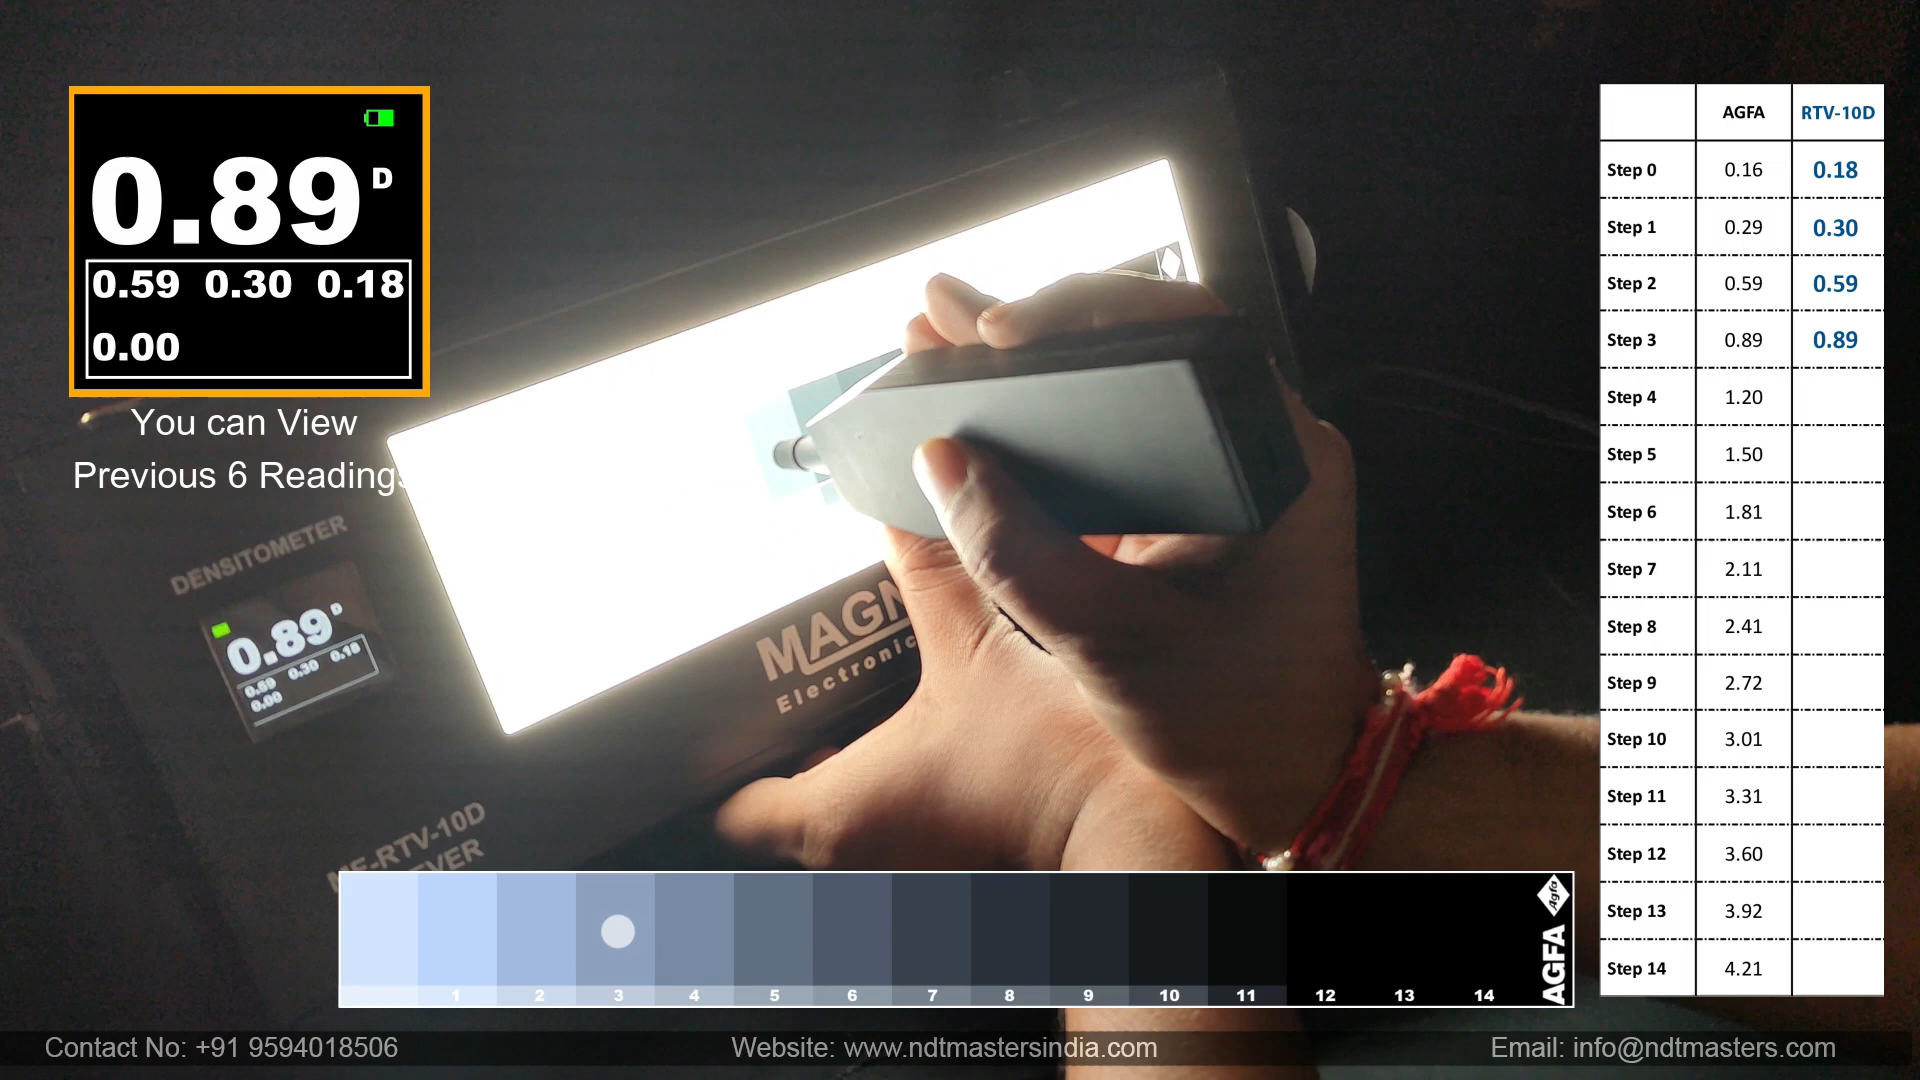 0.89 D
0.59 0.30 0.18
0.00
You can View
Previous 6 Readings
DENSITOMETER
0.89 D
0.59 0.30 0.18
0.00
MAGN
Electronic
RTV-10D
AGFA RTV-10D
Step 0 0.16 0.18
Step 1 0.29 0.30
Step 2 0.59 0.59
Step 3 0.89 0.89
Step 4 1.20
Step 5 1.50
Step 6 1.81
Step 7 2.11
Step 8 2.41
Step 9 2.72
Step 10 3.01
Step 11 3.31
Step 12 3.60
Step 13 3.92
Step 14 4.21
1 2 3 4 5 6 7 8 9 10 11 12 13 14
Agfa
AGFA
Contact No: +91 9594018506 Website: www.ndtmastersindia.com Email: info@ndtmasters.com